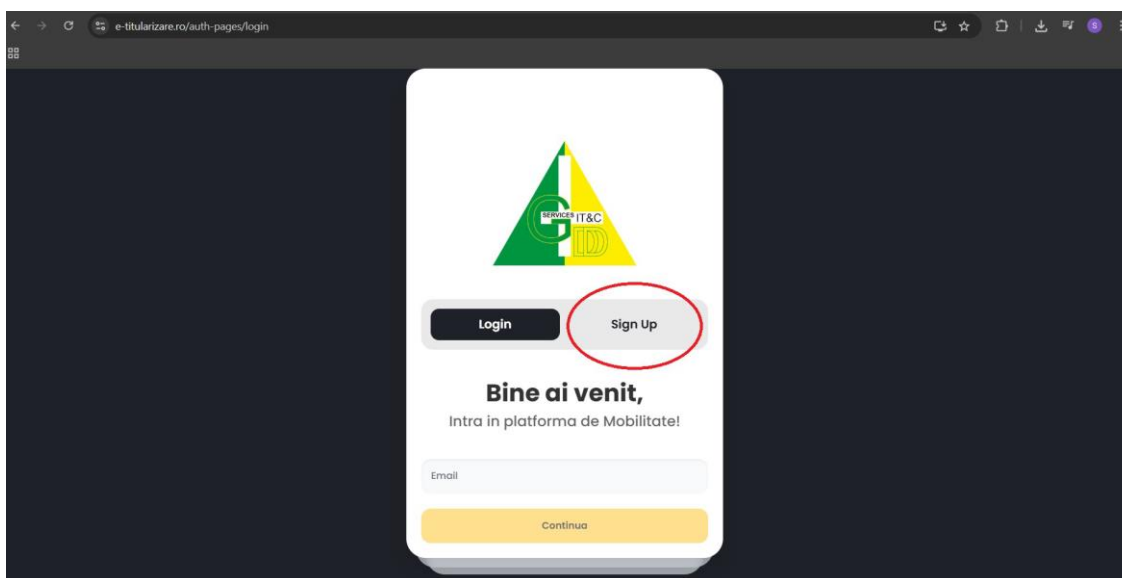 e-titularizare.ro/auth-pages/login
S
SERVICES IT&C
GIDD
Login Sign Up
Bine ai venit,
Intra in platforma de Mobilitate!
Email
Continua